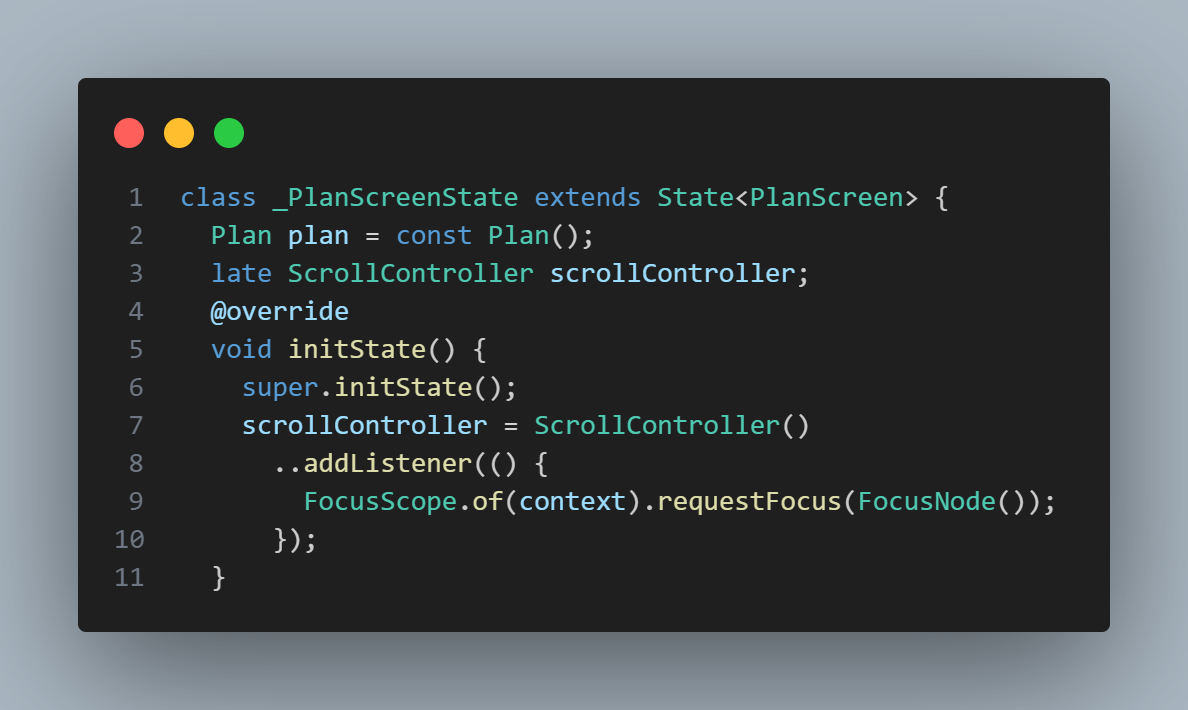 1 class _PlanScreenState extends State<PlanScreen> {
2   Plan plan = const Plan();
3   late ScrollController scrollController;
4   @override
5   void initState() {
6     super.initState();
7     scrollController = ScrollController()
8       ..addListener(() {
9         FocusScope.of(context).requestFocus(FocusNode());
10       });
11   }